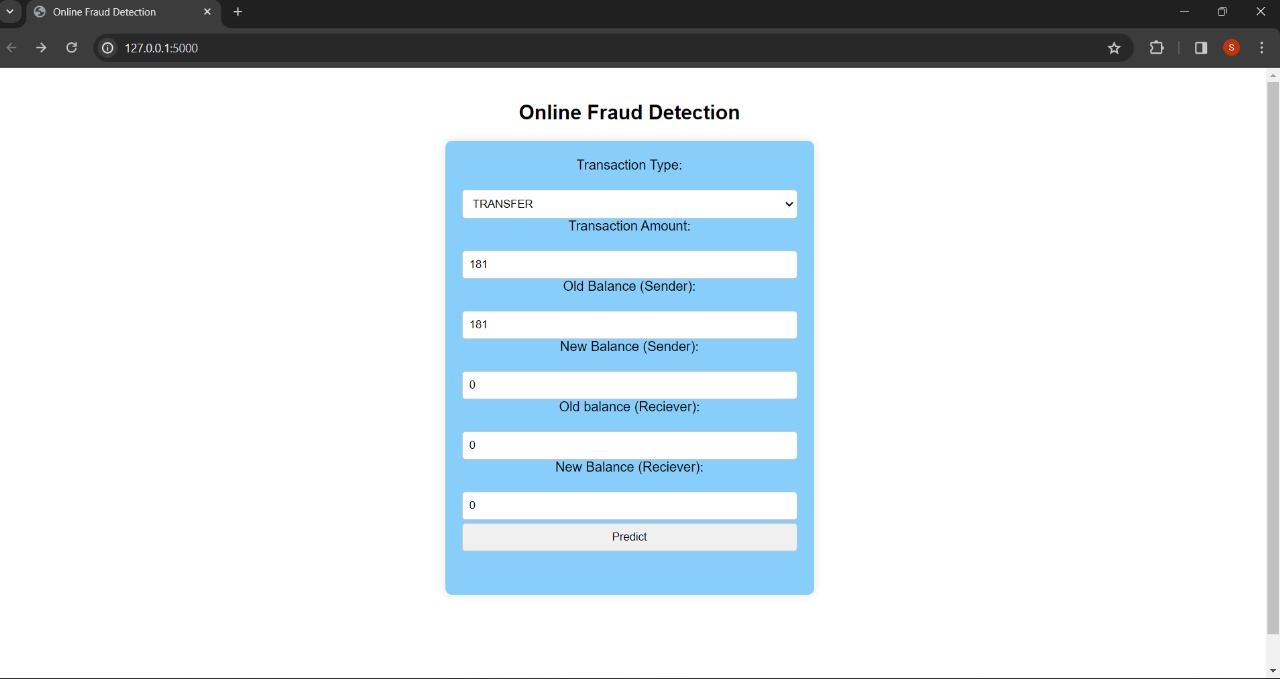 Online Fraud Detection
127.0.0.1:5000
S
Online Fraud Detection
Transaction Type:
TRANSFER
Transaction Amount:
181
Old Balance (Sender):
181
New Balance (Sender):
0
Old balance (Reciever):
0
New Balance (Reciever):
0
Predict